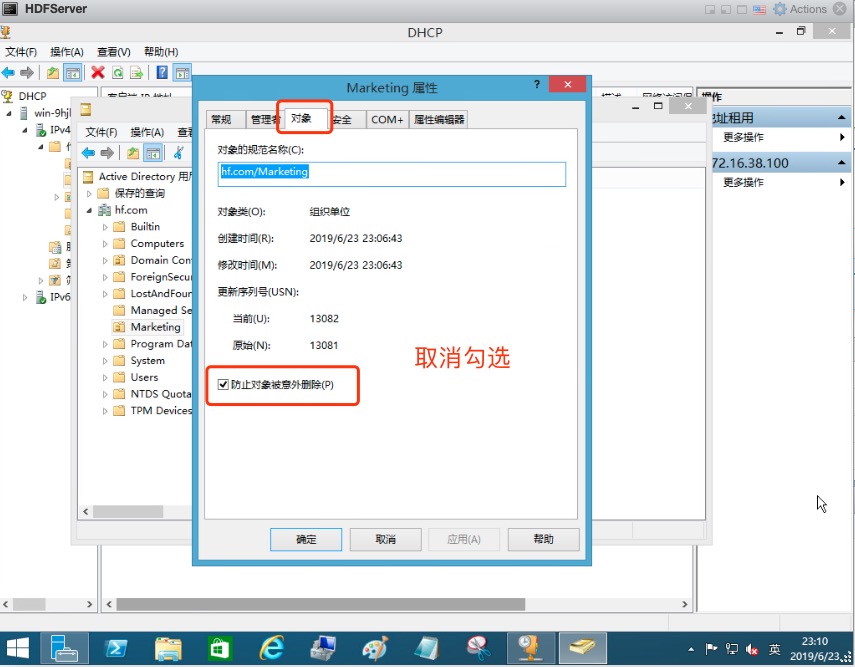 HDFServer
Actions
DHCP
文件(F) 操作(A) 查看(V) 帮助(H)
DHCP
win-9hj
IPv4
IPv6
操作
地址租用
更多操作
72.16.38.100
更多操作
文件(F) 操作(A) 查看
Active Directory 用户
保存的查询
hf.com
Builtin
Computers
Domain Con
ForeignSecu
LostAndFoun
Managed Se
Marketing
Program Dat
System
Users
NTDS Quota
TPM Devices
Marketing 属性
?
常规 管理者 对象 安全 COM+ 属性编辑器
对象的规范名称(C):
hf.com/Marketing
对象类(O): 组织单位
创建时间(R): 2019/6/23 23:06:43
修改时间(M): 2019/6/23 23:06:43
更新序列号(USN):
当前(U): 13082
原始(N): 13081
取消勾选
防止对象被意外删除(P)
确定 取消 应用(A) 帮助
英
23:10
2019/6/23